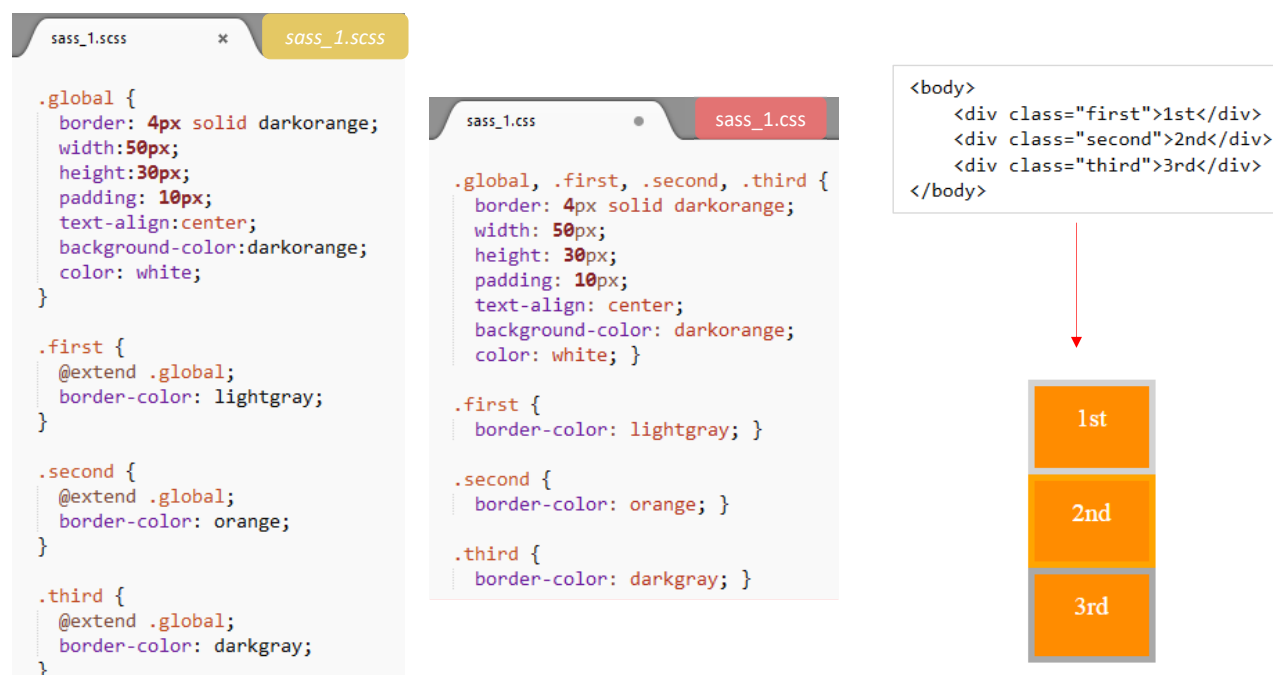 sass_1.scss × sass_1.scss
.global {
border: 4px solid darkorange;
width:50px;
height:30px;
padding: 10px;
text-align:center;
background-color:darkorange;
color: white;
}
.first {
@extend .global;
border-color: lightgray;
}
.second {
@extend .global;
border-color: orange;
}
.third {
@extend .global;
border-color: darkgray;
}
sass_1.css sass_1.css
.global, .first, .second, .third {
border: 4px solid darkorange;
width: 50px;
height: 30px;
padding: 10px;
text-align: center;
background-color: darkorange;
color: white; }
.first {
border-color: lightgray; }
.second {
border-color: orange; }
.third {
border-color: darkgray; }
<body>
<div class="first">1st</div>
<div class="second">2nd</div>
<div class="third">3rd</div>
</body>
1st
2nd
3rd